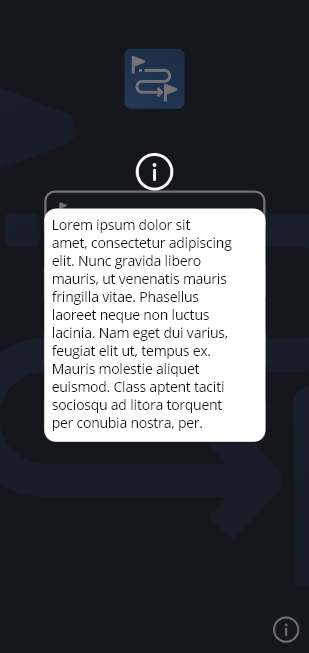 Lorem ipsum dolor sit
amet, consectetur adipiscing
elit. Nunc gravida libero
mauris, ut venenatis mauris
fringilla vitae. Phasellus
laoreet neque non luctus
lacinia. Nam eget dui varius,
feugiat elit ut, tempus ex.
Mauris molestie aliquet
euismod. Class aptent taciti
sociosqu ad litora torquent
per conubia nostra, per.